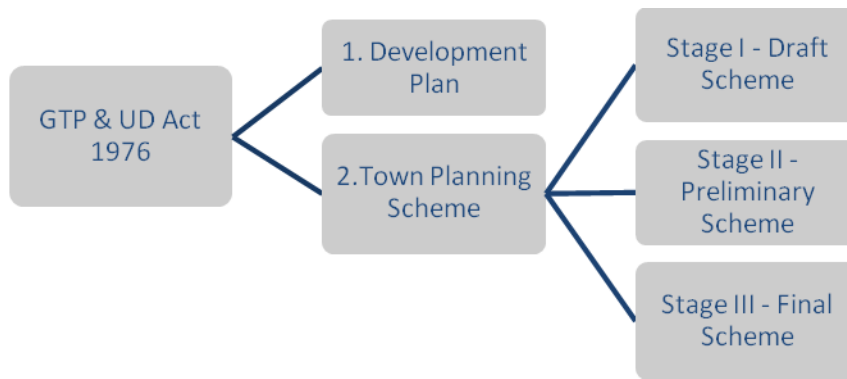 GTP & UD Act
1976
1. Development
Plan
2.Town Planning
Scheme
Stage I - Draft
Scheme
Stage II -
Preliminary
Scheme
Stage III - Final
Scheme